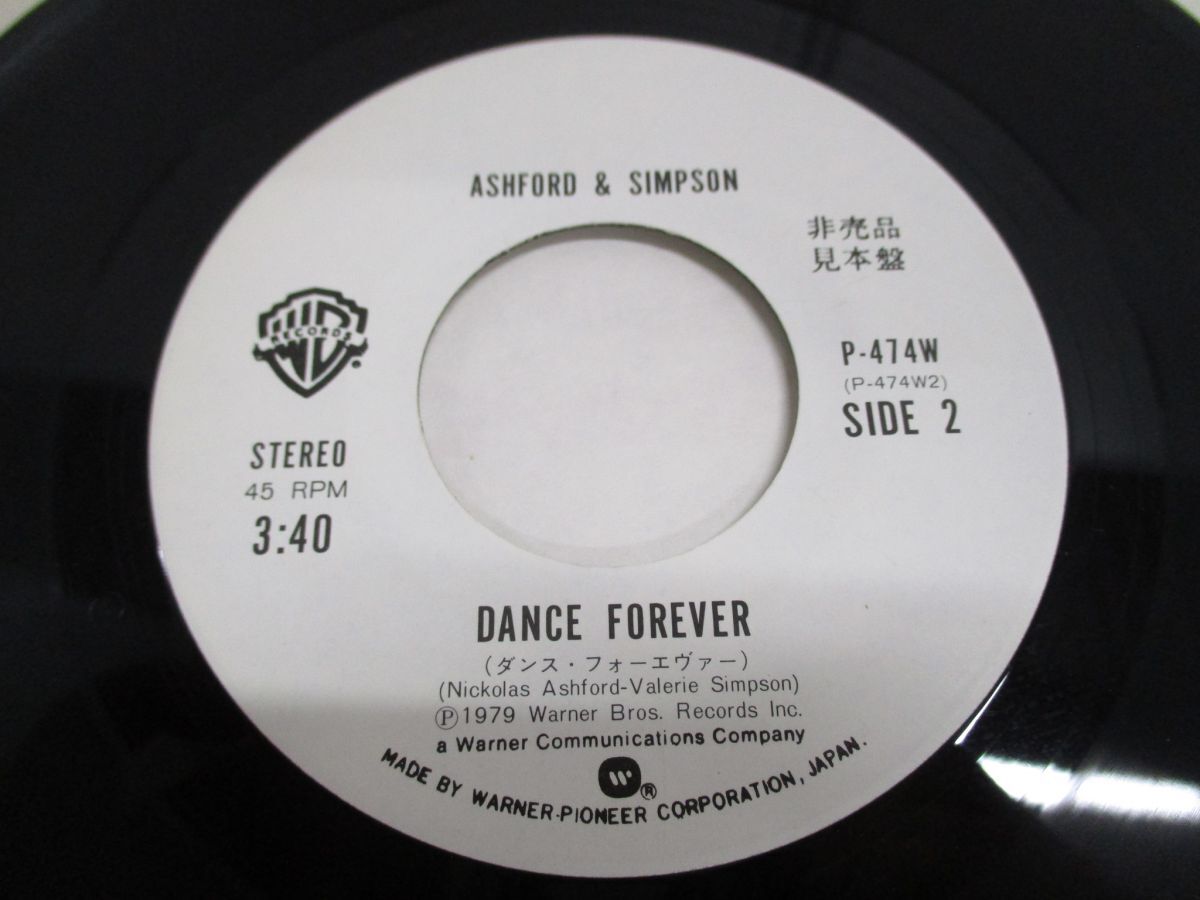 ASHFORD & SIMPSON
非売品
見本盤
RECORDS
P-474W
(P-474W2)
SIDE 2
STEREO
45 RPM
3:40
DANCE FOREVER
(ダンス・フォーエヴァー)
(Nickolas Ashford-Valerie Simpson)
Ⓟ1979 Warner Bros. Records Inc.
a Warner Communications Company
®
MADE BY WARNER-PIONEER CORPORATION, JAPAN.